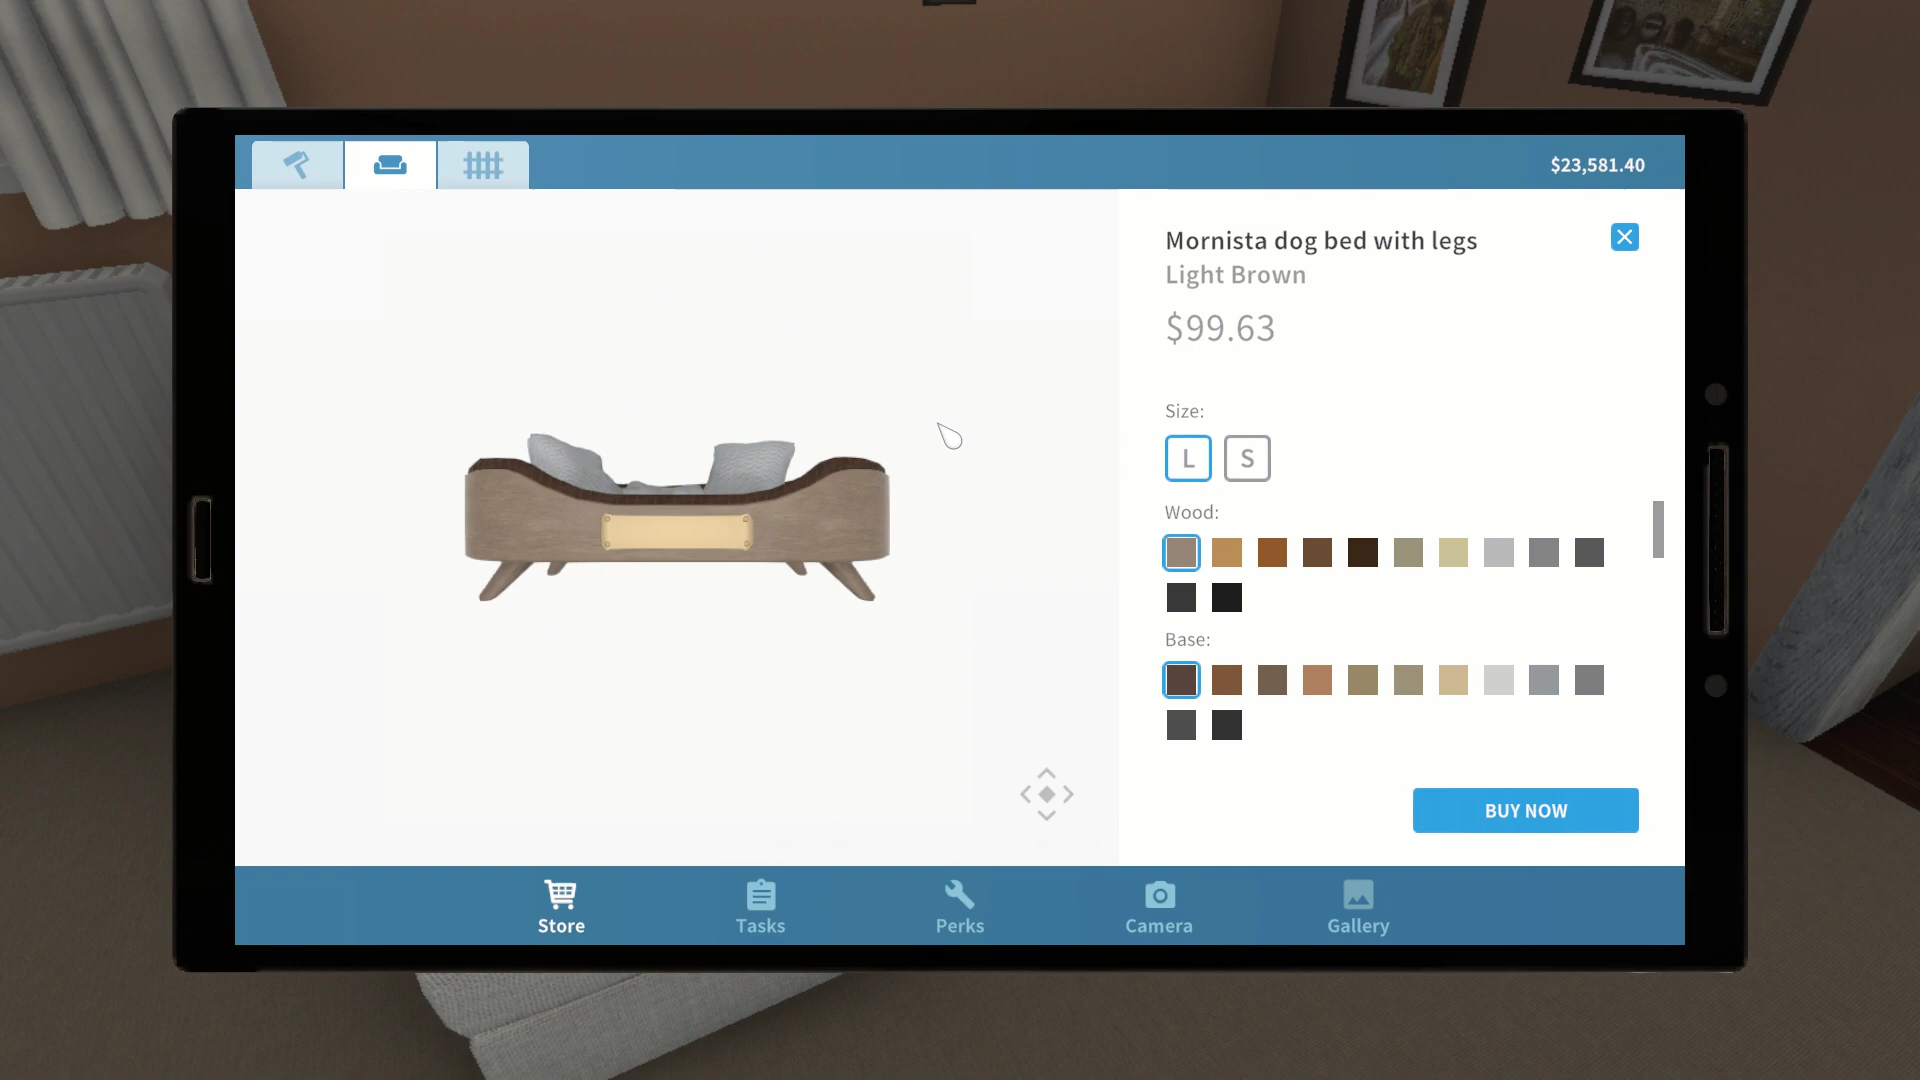 $23,581.40
Mornista dog bed with legs
Light Brown
$99.63
Size:
L S
Wood:
Base:
BUY NOW
Store Tasks Perks Camera Gallery